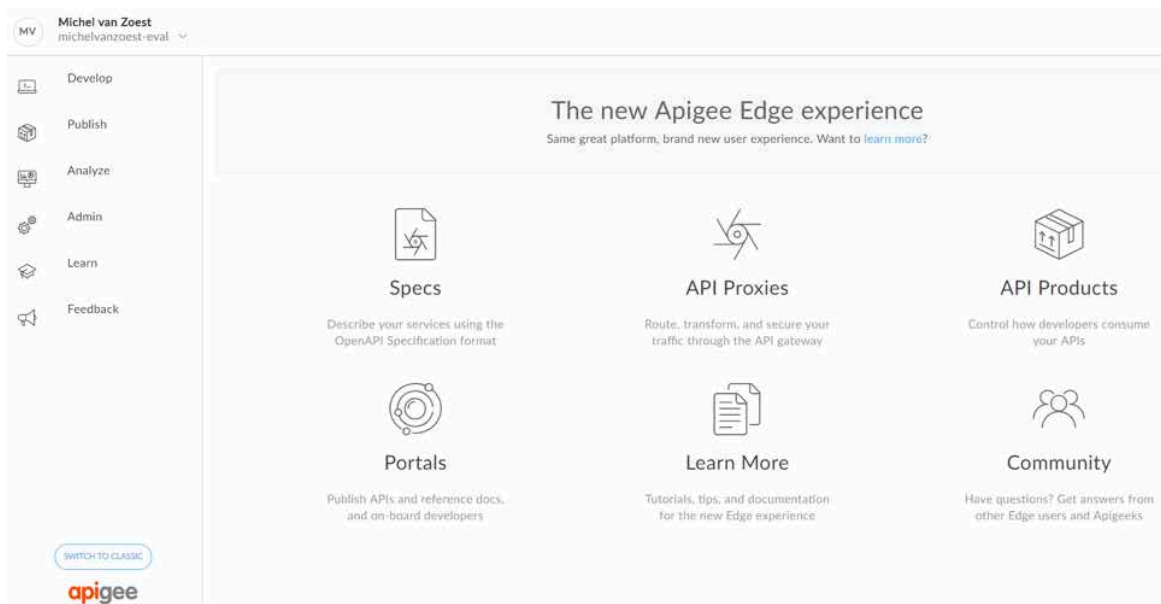 MV
Michel van Zoest
michelvanzoest-eval
Develop
Publish
Analyze
Admin
Learn
Feedback
SWITCH TO CLASSIC
apigee
The new Apigee Edge experience
Same great platform, brand new user experience. Want to learn more?
Specs
Describe your services using the
OpenAPI Specification format
API Proxies
Route, transform, and secure your
traffic through the API gateway
API Products
Control how developers consume
your APIs
Portals
Publish APIs and reference docs,
and on-board developers
Learn More
Tutorials, tips, and documentation
for the new Edge experience
Community
Have questions? Get answers from
other Edge users and Apigeeks